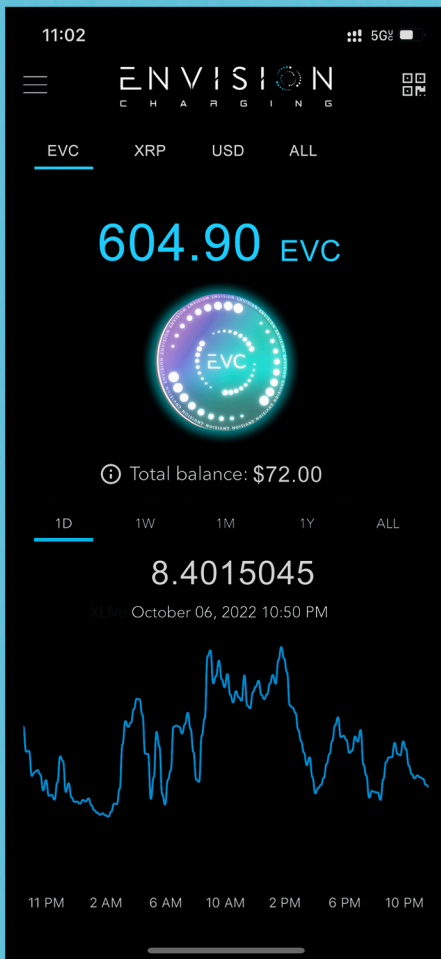 11:02
5G
ENVISION
CHARGING
EVC XRP USD ALL
604.90 EVC
EVC
Total balance: $72.00
1D 1W 1M 1Y ALL
8.4015045
October 06, 2022 10:50 PM
11 PM 2 AM 6 AM 10 AM 2 PM 6 PM 10 PM